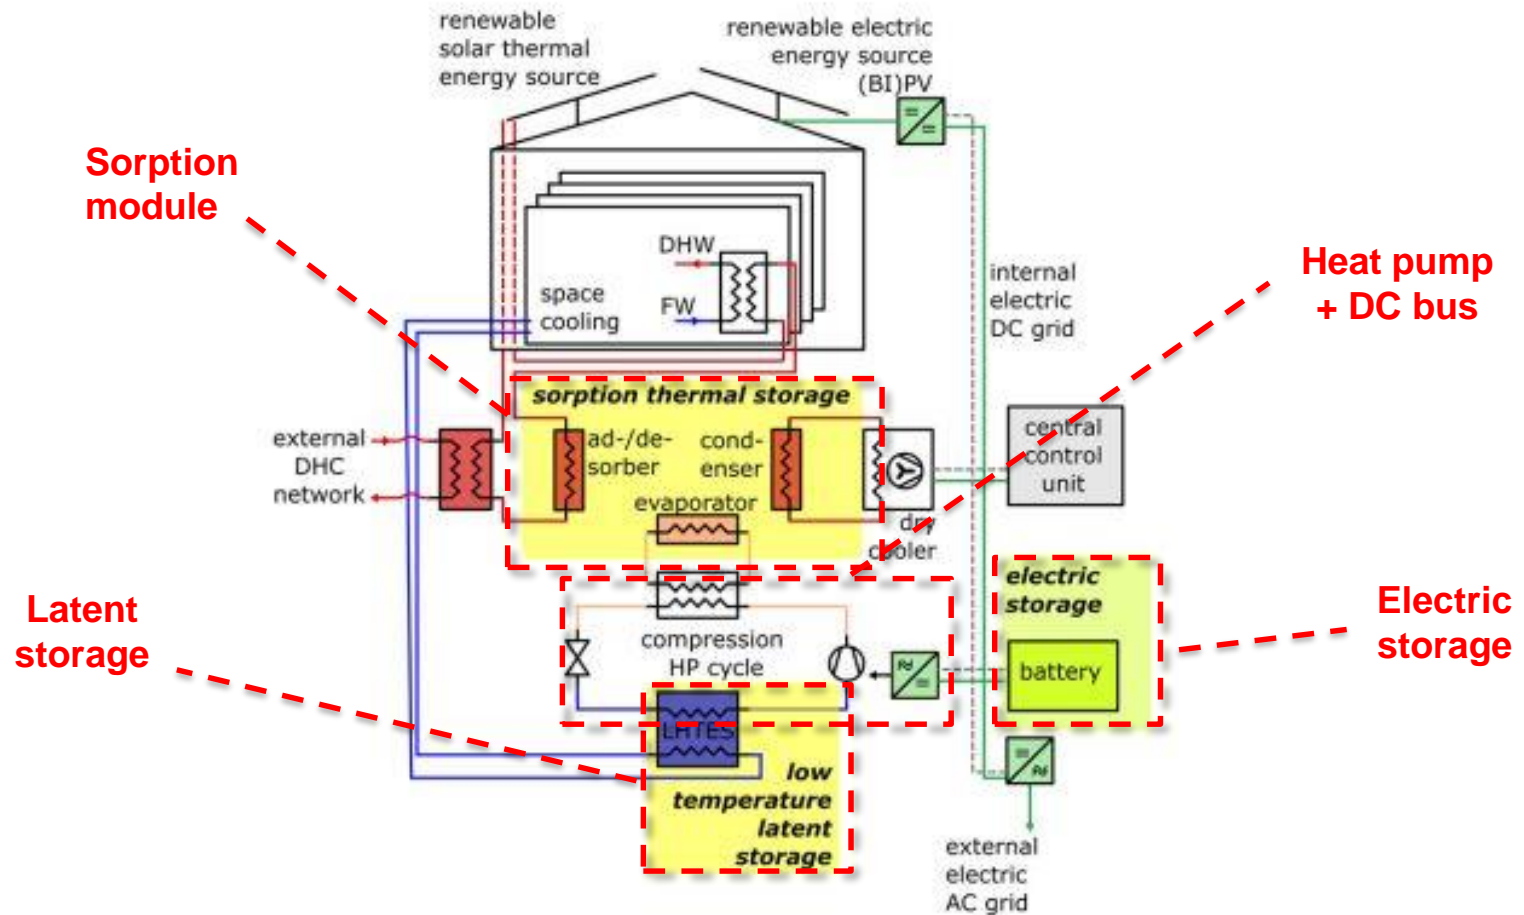 renewable
solar thermal
energy source
renewable electric
energy source
(BI)PV
Sorption
module
DHW
FW
space
cooling
internal
electric
DC grid
Heat pump
+ DC bus
sorption thermal storage
external
DHC
network
ad-/de-
sorber
cond-
enser
evaporator
dry
cooler
central
control
unit
Latent
storage
compression
HP cycle
electric
storage
battery
Electric
storage
LHTES
low
temperature
latent
storage
external
electric
AC grid